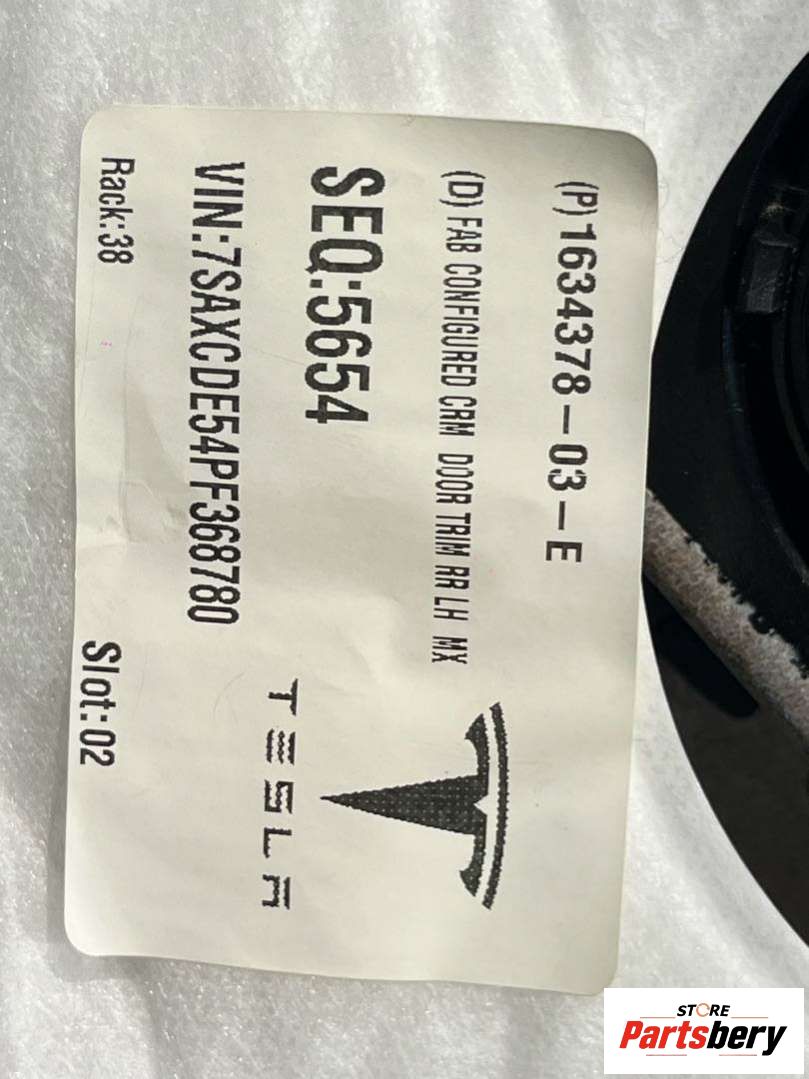 (P)1634378-03-E
(D) FAB CONFIGURED CRM DOOR TRIM RR LH MX
SEQ:5654
VIN:7SAXCDE54PF368780
TESLA
Rack:38 Slot:02
STORE
Partsbery